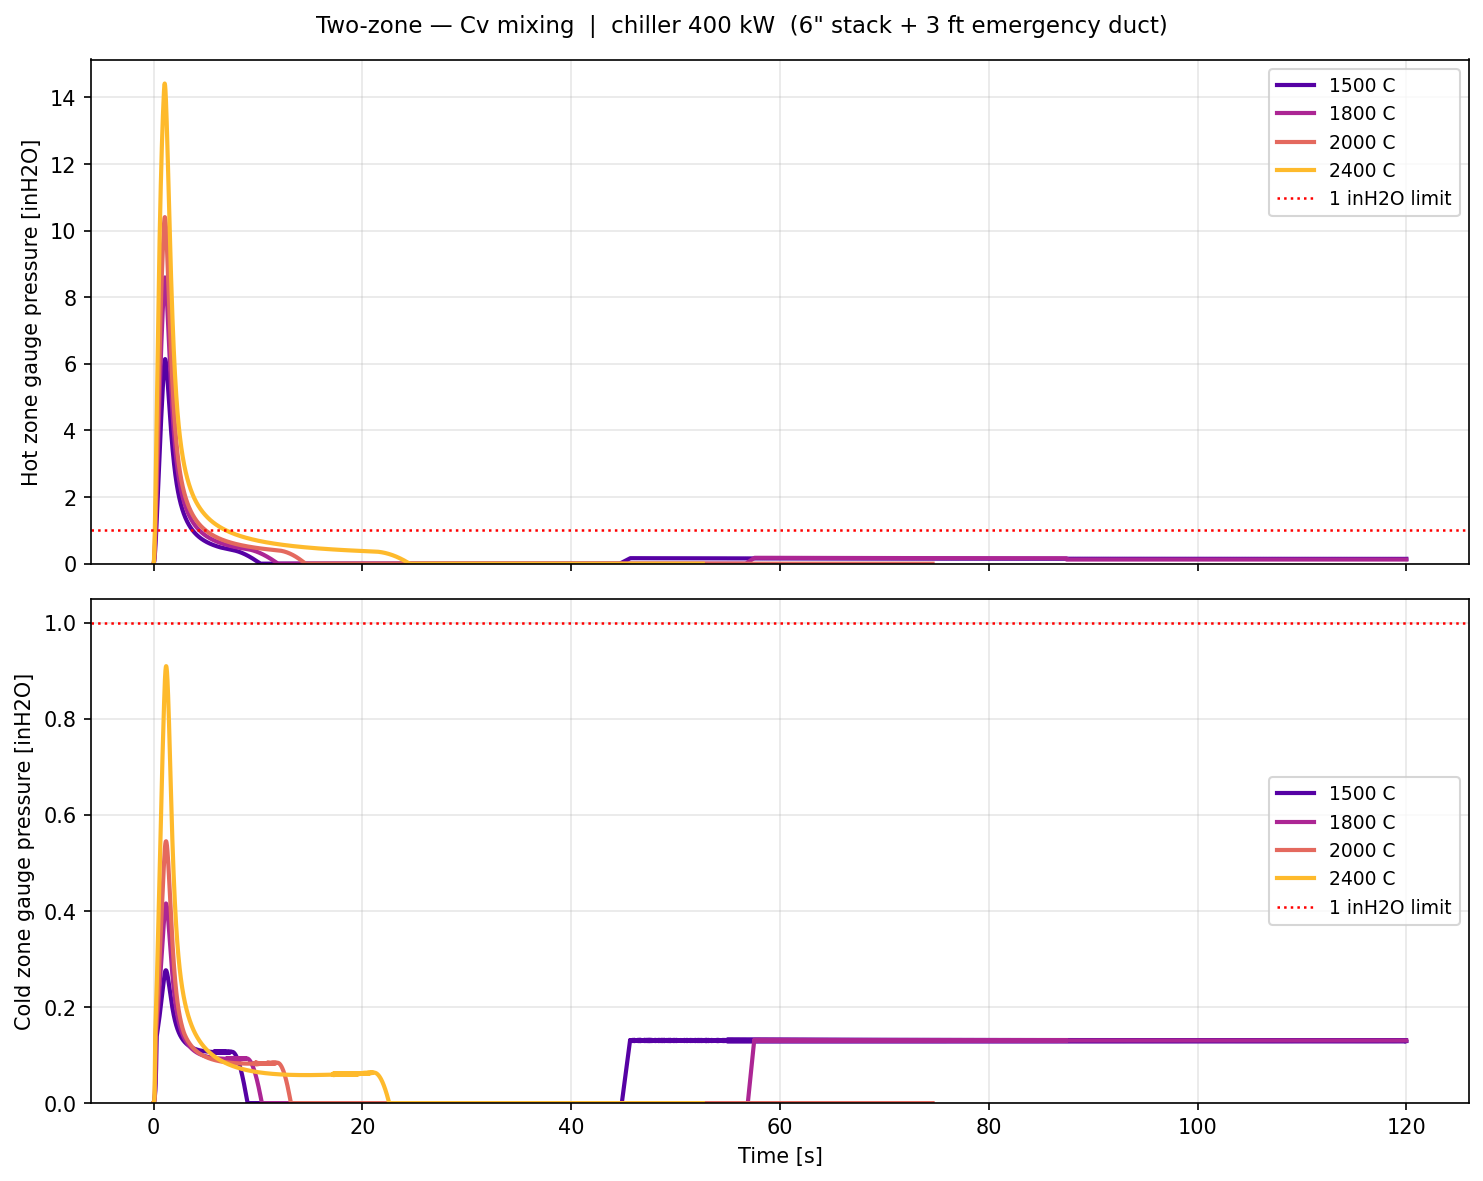 Two-zone — Cv mixing | chiller 400 kW (6" stack + 3 ft emergency duct)
Hot zone gauge pressure [inH2O]
14
12
10
8
6
4
2
0
1500 C
1800 C
2000 C
2400 C
1 inH2O limit
Cold zone gauge pressure [inH2O]
1.0
0.8
0.6
0.4
0.2
0.0
1500 C
1800 C
2000 C
2400 C
1 inH2O limit
0 20 40 60 80 100 120
Time [s]